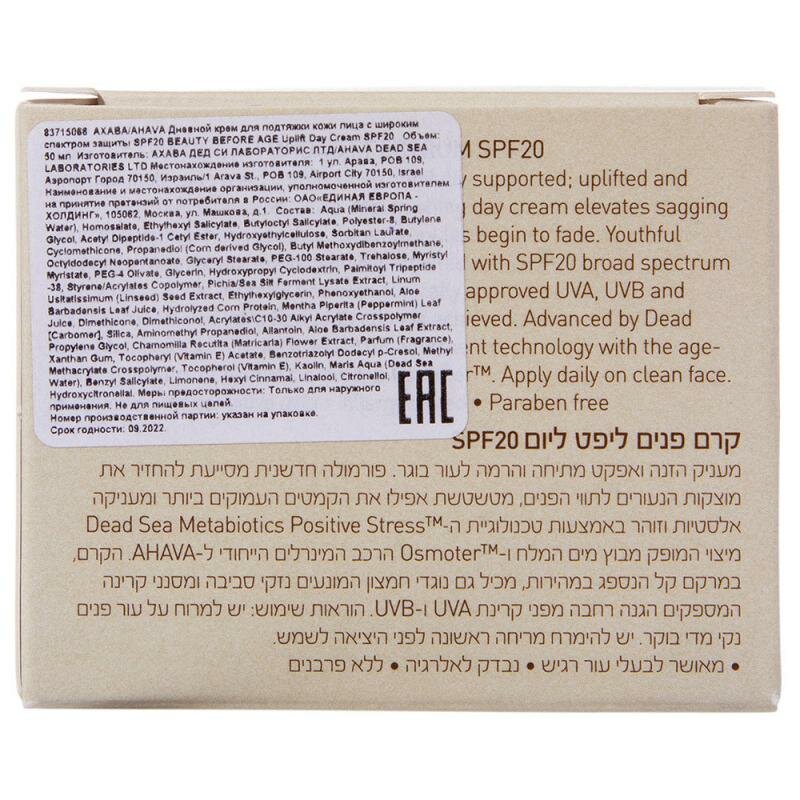 83715068 АХАВА/AHAVA Дневной крем для подтяжки кожи лица с широким
спектром защиты SPF20 BEAUTY BEFORE AGE Uplift Day Cream SPF20 Объем:
50 мл Изготовитель: АХАВА ДЕД СИ ЛАБОРАТОРИС ЛТД/AHAVA DEAD SEA
LABORATORIES LTD Местонахождение изготовителя: 1 ул. Арава, POB 109,
Аэропорт Город 70150, Израиль/1 Arava St., POB 109, Airport City 70150, Israel
Наименование и местонахождение организации, уполномоченной изготовителем
на принятие претензий от потребителя в России: ОАО«ЕДИНАЯ ЕВРОПА -
ХОЛДИНГ», 105062, Москва, ул. Машкова, д.1. Состав: Aqua (Mineral Spring
Water), Homosalate, Ethylhexyl Salicylate, Butyloctyl Salicylate, Polyester-8, Butylene
Glycol, Acetyl Dipeptide-1 Cetyl Ester, Hydroxyethylcellulose, Sorbitan Laurate,
Cyclomethicone, Propanediol (Corn derived Glycol), Butyl Methoxydibenzoylmethane,
Octyldodecyl Neopentanoate, Glyceryl Stearate, PEG-100 Stearate, Trehalose, Myristyl
Myristate, PEG-4 Olivate, Glycerin, Hydroxypropyl Cyclodextrin, Palmitoyl Tripeptide
-38, Styrene/Acrylates Copolymer, Pichia/Sea Silt Ferment Lysate Extract, Linum
Usitatissimum (Linseed) Seed Extract, Ethylhexylglycerin, Phenoxyethanol, Aloe
Barbadensis Leaf Juice, Hydrolyzed Corn Protein, Mentha Piperita (Peppermint) Leaf
Juice, Dimethicone, Dimethiconol, Acrylates\C10-30 Alkyl Acrylate Crosspolymer
[Carbomer], Silica, Aminomethyl Propanediol, Allantoin, Aloe Barbadensis Leaf Extract,
Propylene Glycol, Chamomilla Recutita (Matricaria) Flower Extract, Parfum (Fragrance),
Xanthan Gum, Tocopheryl (Vitamin E) Acetate, Benzotriazolyl Dodecyl p-Cresol, Methyl
Methacrylate Crosspolymer, Tocopherol (Vitamin E), Kaolin, Maris Aqua (Dead Sea
Water), Benzyl Salicylate, Limonene, Hexyl Cinnamal, Linalool, Citronellol,
Hydroxycitronellal. Меры предосторожности: Только для наружного
применения. Не для пищевых целей.
Номер производственной партии: указан на упаковке.
Срок годности: 09.2022.
EAC
M SPF20
y supported; uplifted and
g day cream elevates sagging
s begin to fade. Youthful
d with SPF20 broad spectrum
approved UVA, UVB and
ieved. Advanced by Dead
ent technology with the age-
r™. Apply daily on clean face.
• Paraben free
קרם פנים ליפט ליום SPF20
מעניק הזנה ואפקט מתיחה והרמה לעור בוגר. פורמולה חדשנית מסייעת להחזיר את
מוצקות הנעורים לתווי הפנים, מטשטשת אפילו את הקמטים העמוקים ביותר ומעניקה
אלסטיות וזוהר באמצעות טכנולוגיית ה-Dead Sea Metabiotics Positive Stress™
מיצוי המופק מבוץ מים המלח ו-Osmoter™ הרכב המינרלים הייחודי ל-AHAVA. הקרם,
במרקם קל הנספג במהירות, מכיל גם נוגדי חמצון המונעים נזקי סביבה ומסנני קרינה
המספקים הגנה רחבה מפני קרינת UVA ו-UVB. הוראות שימוש: יש למרוח על עור פנים
נקי מדי בוקר. יש להימרח מריחה ראשונה לפני היציאה לשמש.
• מאושר לבעלי עור רגיש • נבדק לאלרגיה • ללא פרבנים